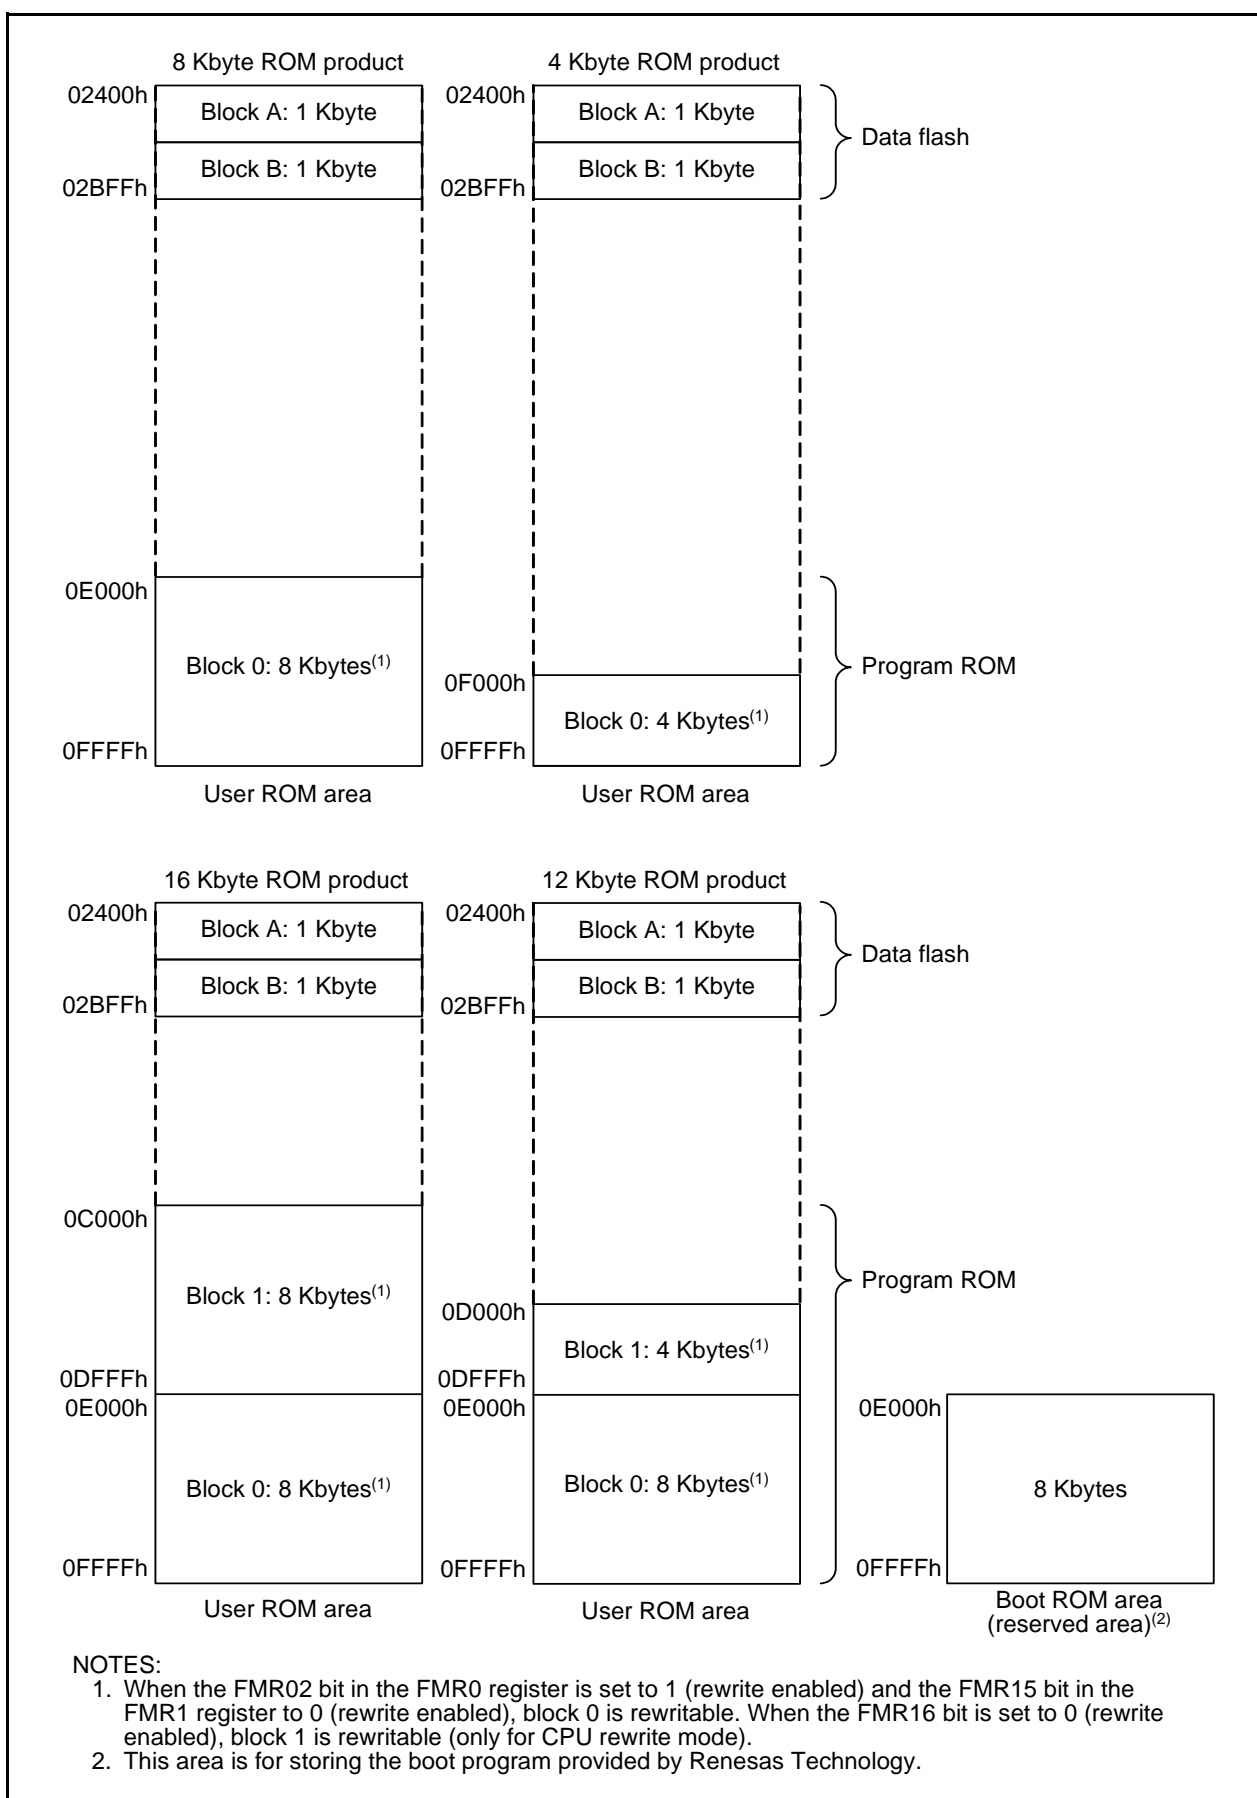 8 Kbyte ROM product
02400h
Block A: 1 Kbyte
Block B: 1 Kbyte
02BFFh
0E000h
Block 0: 8 Kbytes(1)
0FFFFh
User ROM area
4 Kbyte ROM product
02400h
Block A: 1 Kbyte
Block B: 1 Kbyte
02BFFh
0F000h
Block 0: 4 Kbytes(1)
0FFFFh
User ROM area
Data flash
Program ROM
16 Kbyte ROM product
02400h
Block A: 1 Kbyte
Block B: 1 Kbyte
02BFFh
0C000h
Block 1: 8 Kbytes(1)
0DFFFh
0E000h
Block 0: 8 Kbytes(1)
0FFFFh
User ROM area
12 Kbyte ROM product
02400h
Block A: 1 Kbyte
Block B: 1 Kbyte
02BFFh
0D000h
Block 1: 4 Kbytes(1)
0DFFFh
0E000h
Block 0: 8 Kbytes(1)
0FFFFh
User ROM area
Data flash
Program ROM
0E000h
8 Kbytes
0FFFFh
Boot ROM area
(reserved area)(2)
NOTES:
1. When the FMR02 bit in the FMR0 register is set to 1 (rewrite enabled) and the FMR15 bit in the
FMR1 register to 0 (rewrite enabled), block 0 is rewritable. When the FMR16 bit is set to 0 (rewrite
enabled), block 1 is rewritable (only for CPU rewrite mode).
2. This area is for storing the boot program provided by Renesas Technology.